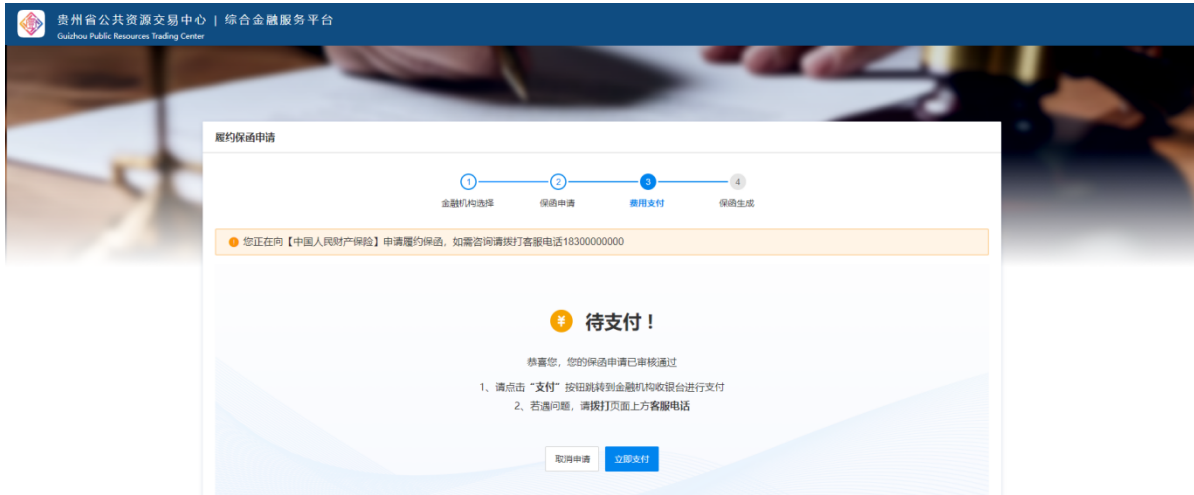 贵州省公共资源交易中心 | 综合金融服务平台
Guizhou Public Resources Trading Center
履约保函申请
1 2 3 4
金融机构选择 保函申请 费用支付 保函生成
您正在向【中国人民财产保险】申请履约保函，如需咨询请拨打客服电话18300000000
¥ 待支付！
恭喜您，您的保函申请已审核通过
1、请点击“支付”按钮跳转到金融机构收银台进行支付
2、若遇问题，请拨打页面上方客服电话
取消申请 立即支付